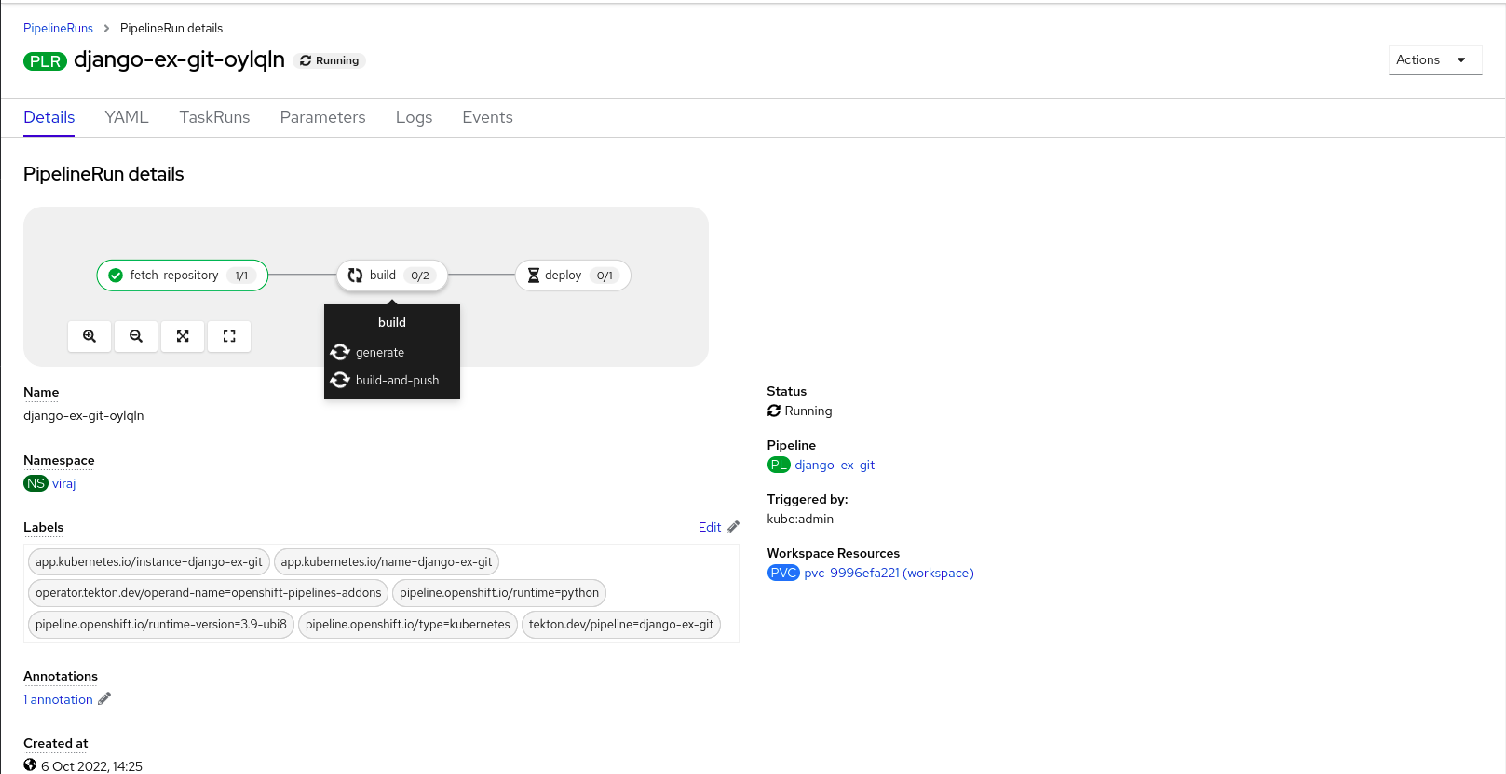 PipelineRuns > PipelineRun details
PLR django-ex-git-oylqln Running
Actions
Details YAML TaskRuns Parameters Logs Events
PipelineRun details
fetch-repository 1/1 build 0/2 deploy 0/1
build
generate
build-and-push
Name
django-ex-git-oylqln
Namespace
NS viraj
Labels Edit
app.kubernetes.io/instance=django-ex-git app.kubernetes.io/name=django-ex-git
operator.tekton.dev/operand-name=openshift-pipelines-addons pipeline.openshift.io/runtime=python
pipeline.openshift.io/runtime-version=3.9-ubi8 pipeline.openshift.io/type=kubernetes tekton.dev/pipeline=django-ex-git
Annotations
1 annotation
Created at
6 Oct 2022, 14:25
Status
Running
Pipeline
PL django-ex-git
Triggered by:
kube:admin
Workspace Resources
PVC pvc-9996efa221 (workspace)